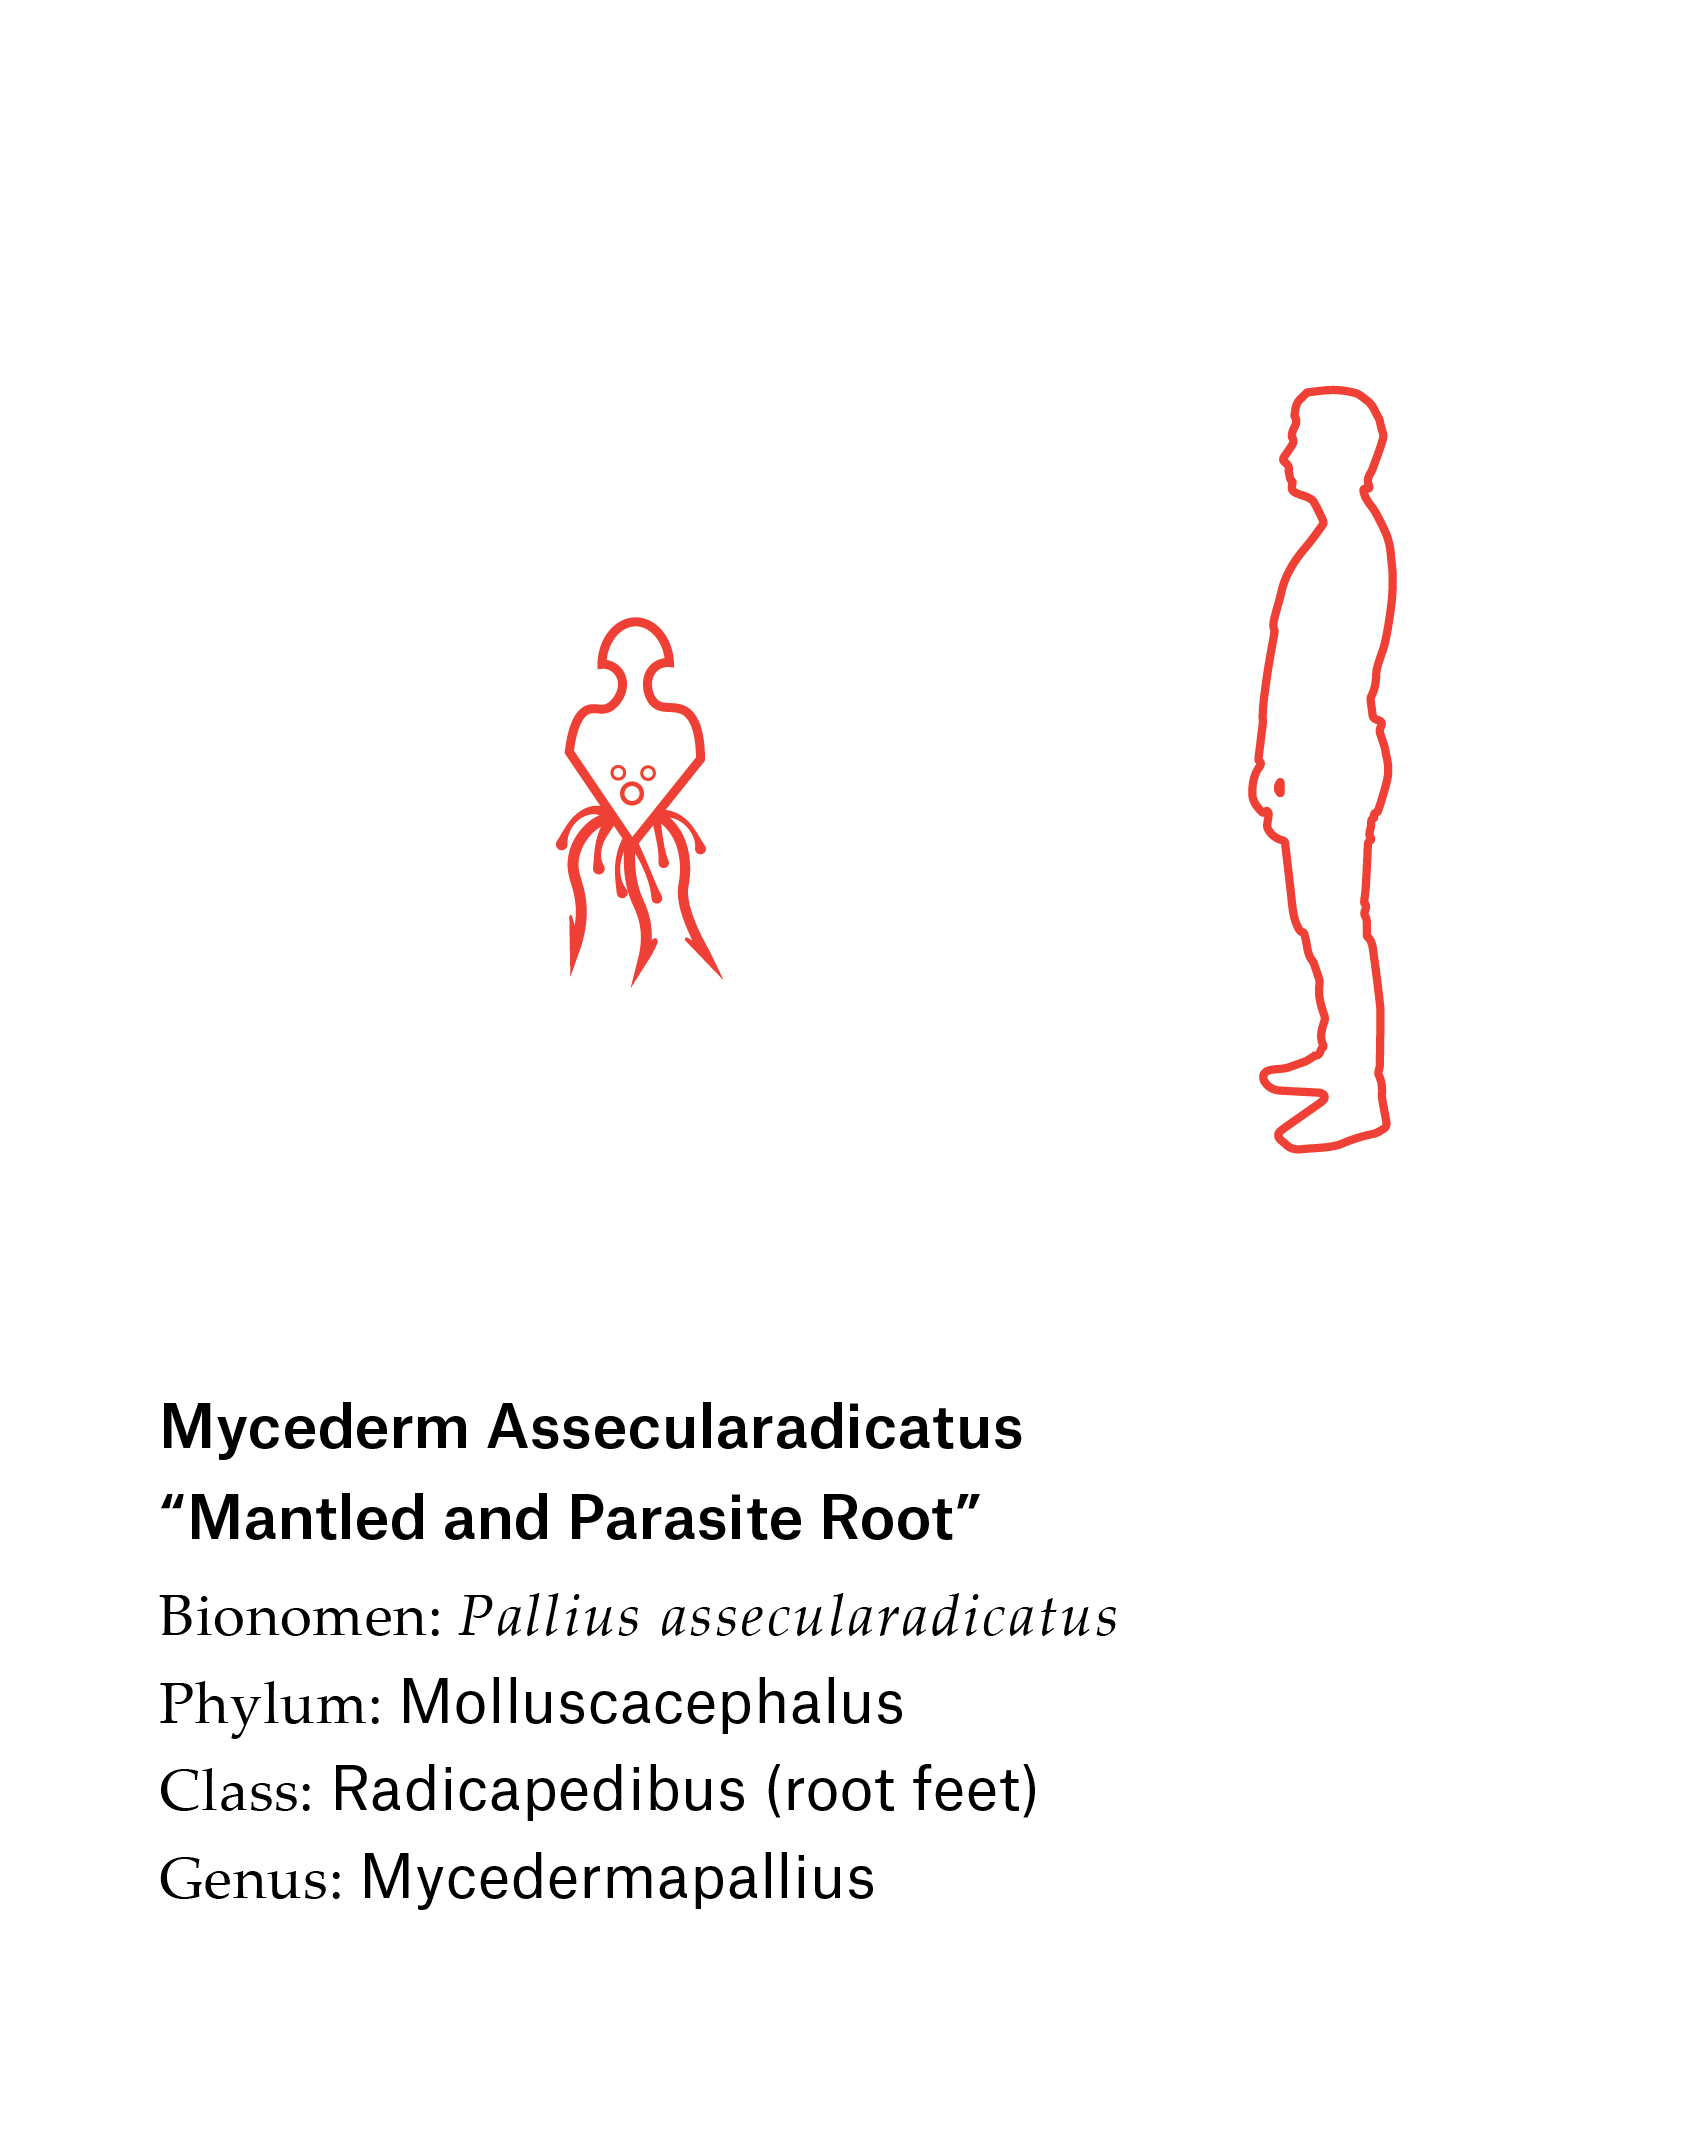 Mycederm Assecularadicatus
“Mantled and Parasite Root”
Bionomen: Pallius assecularadicatus
Phylum: Molluscacephalus
Class: Radicapedibus (root feet)
Genus: Mycedermapallius